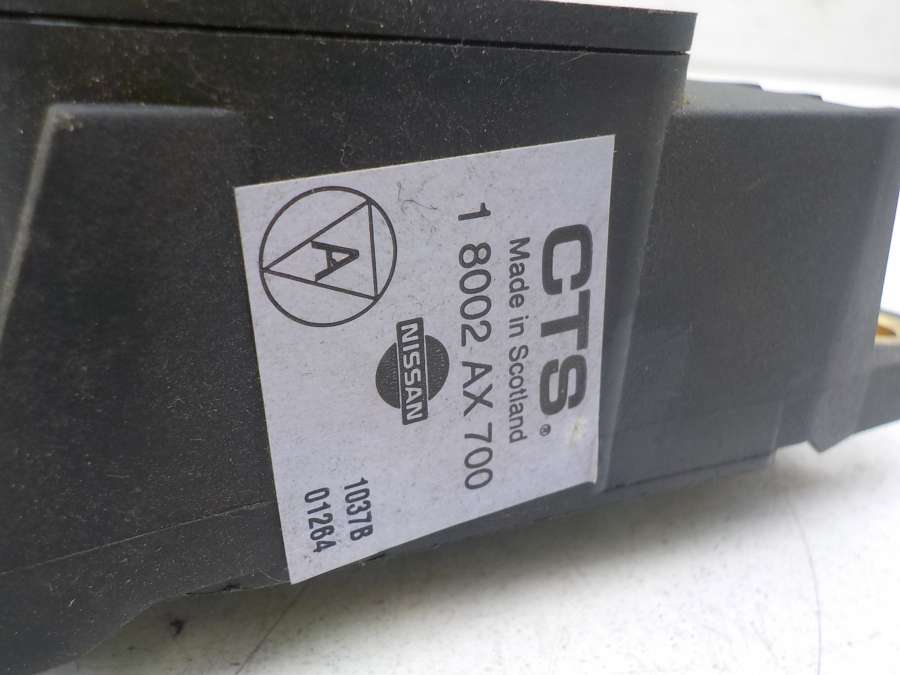 CTS®
Made in Scotland
1 8002 AX 700
NISSAN
A
1037B
01264